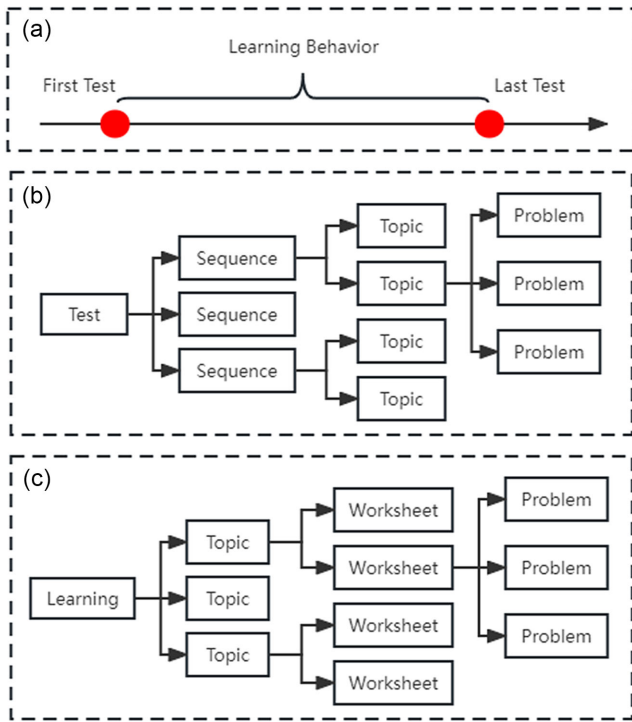 (a)
Learning Behavior
First Test
Last Test
(b)
Test
Sequence
Sequence
Sequence
Topic
Topic
Topic
Topic
Problem
Problem
Problem
(c)
Learning
Topic
Topic
Topic
Worksheet
Worksheet
Worksheet
Worksheet
Problem
Problem
Problem